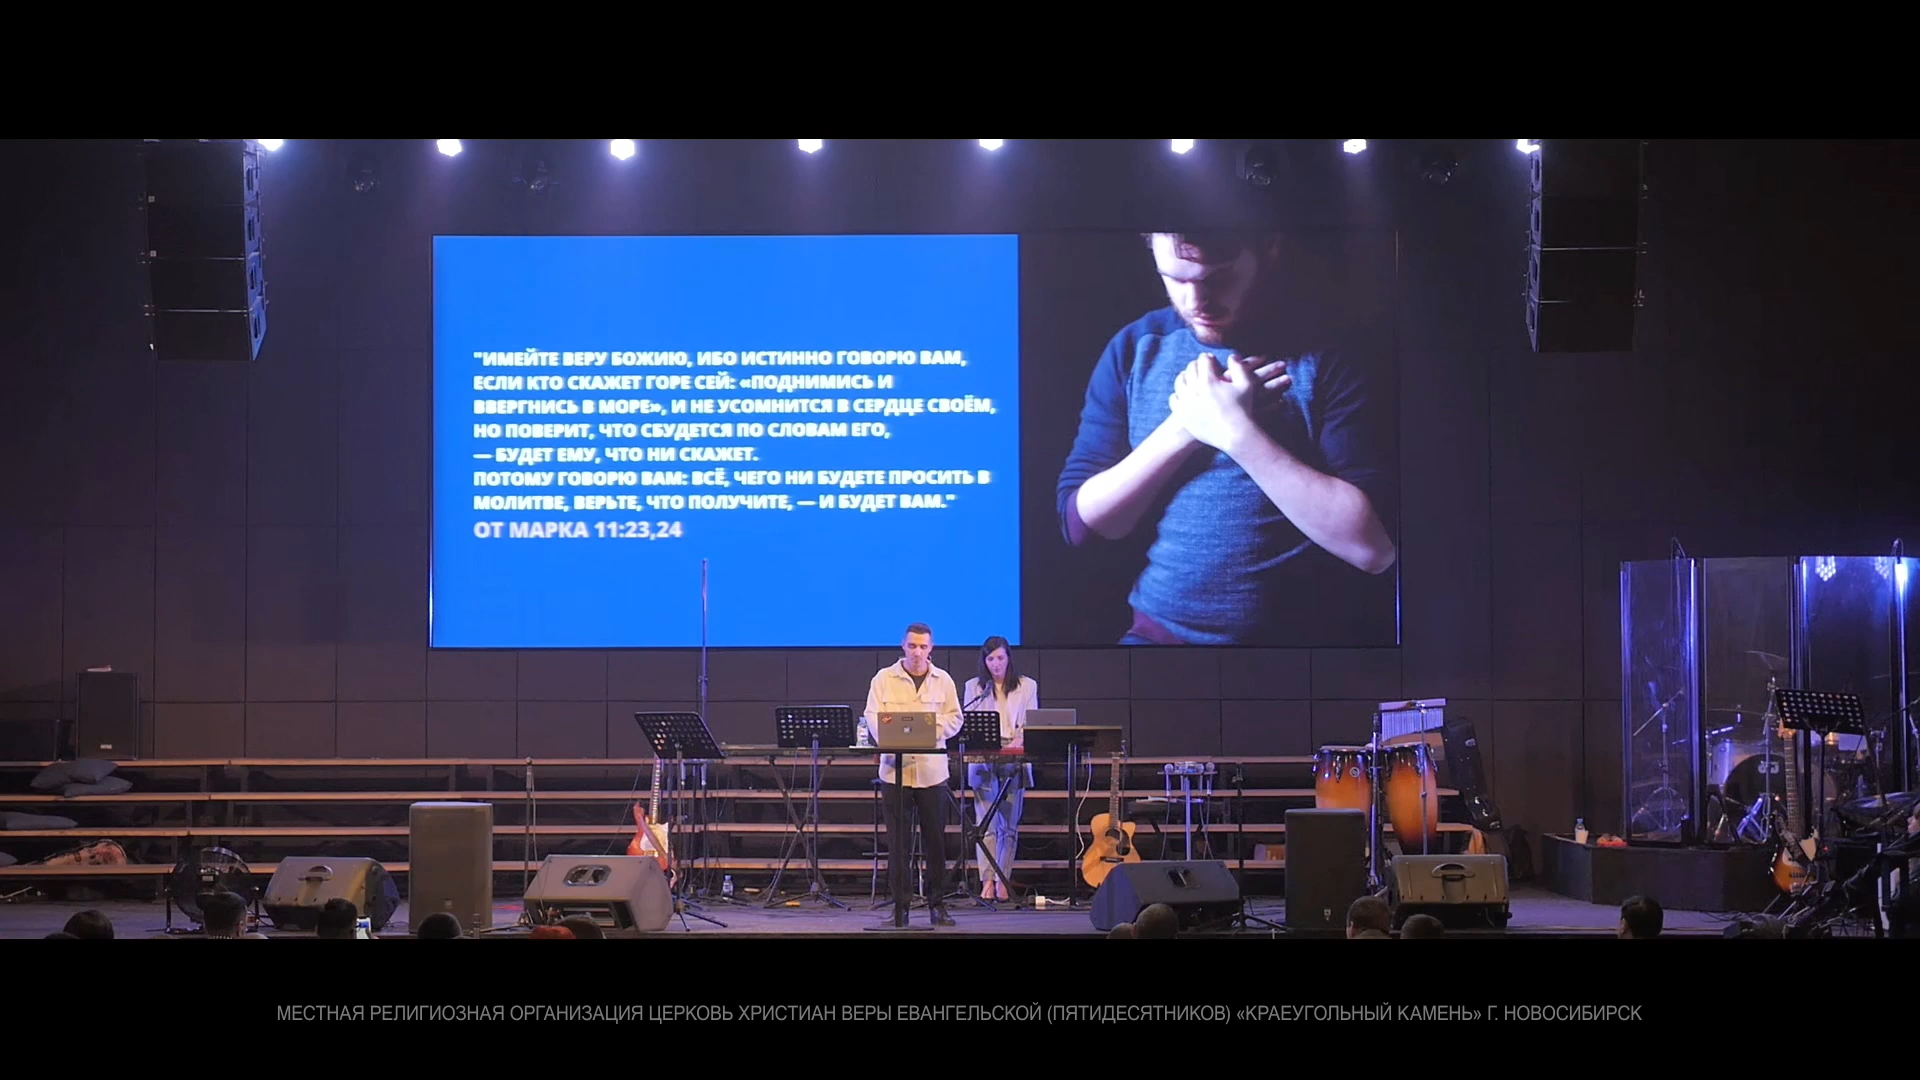 "ИМЕЙТЕ ВЕРУ БОЖИЮ, ИБО ИСТИННО ГОВОРЮ ВАМ,
ЕСЛИ КТО СКАЖЕТ ГОРЕ СЕЙ: «ПОДНИМИСЬ И
ВВЕРГНИСЬ В МОРЕ», И НЕ УСОМНИТСЯ В СЕРДЦЕ СВОЁМ,
НО ПОВЕРИТ, ЧТО СБУДЕТСЯ ПО СЛОВАМ ЕГО,
— БУДЕТ ЕМУ, ЧТО НИ СКАЖЕТ.
ПОТОМУ ГОВОРЮ ВАМ: ВСЁ, ЧЕГО НИ БУДЕТЕ ПРОСИТЬ В
МОЛИТВЕ, ВЕРЬТЕ, ЧТО ПОЛУЧИТЕ, — И БУДЕТ ВАМ."
ОТ МАРКА 11:23,24
МЕСТНАЯ РЕЛИГИОЗНАЯ ОРГАНИЗАЦИЯ ЦЕРКОВЬ ХРИСТИАН ВЕРЫ ЕВАНГЕЛЬСКОЙ (ПЯТИДЕСЯТНИКОВ) «КРАЕУГОЛЬНЫЙ КАМЕНЬ» Г. НОВОСИБИРСК